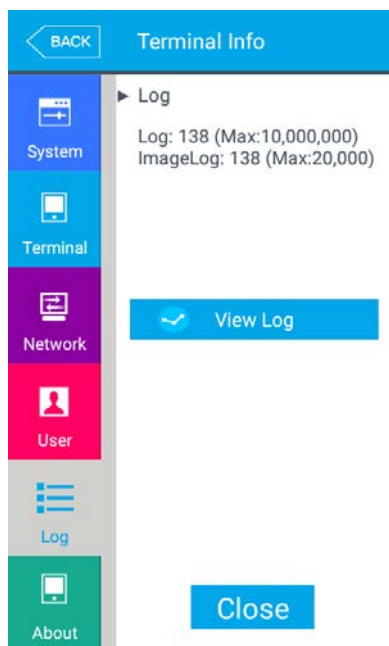 BACK
Terminal Info
System
Terminal
Network
User
Log
About
Log
Log: 138 (Max:10,000,000)
ImageLog: 138 (Max:20,000)
View Log
Close